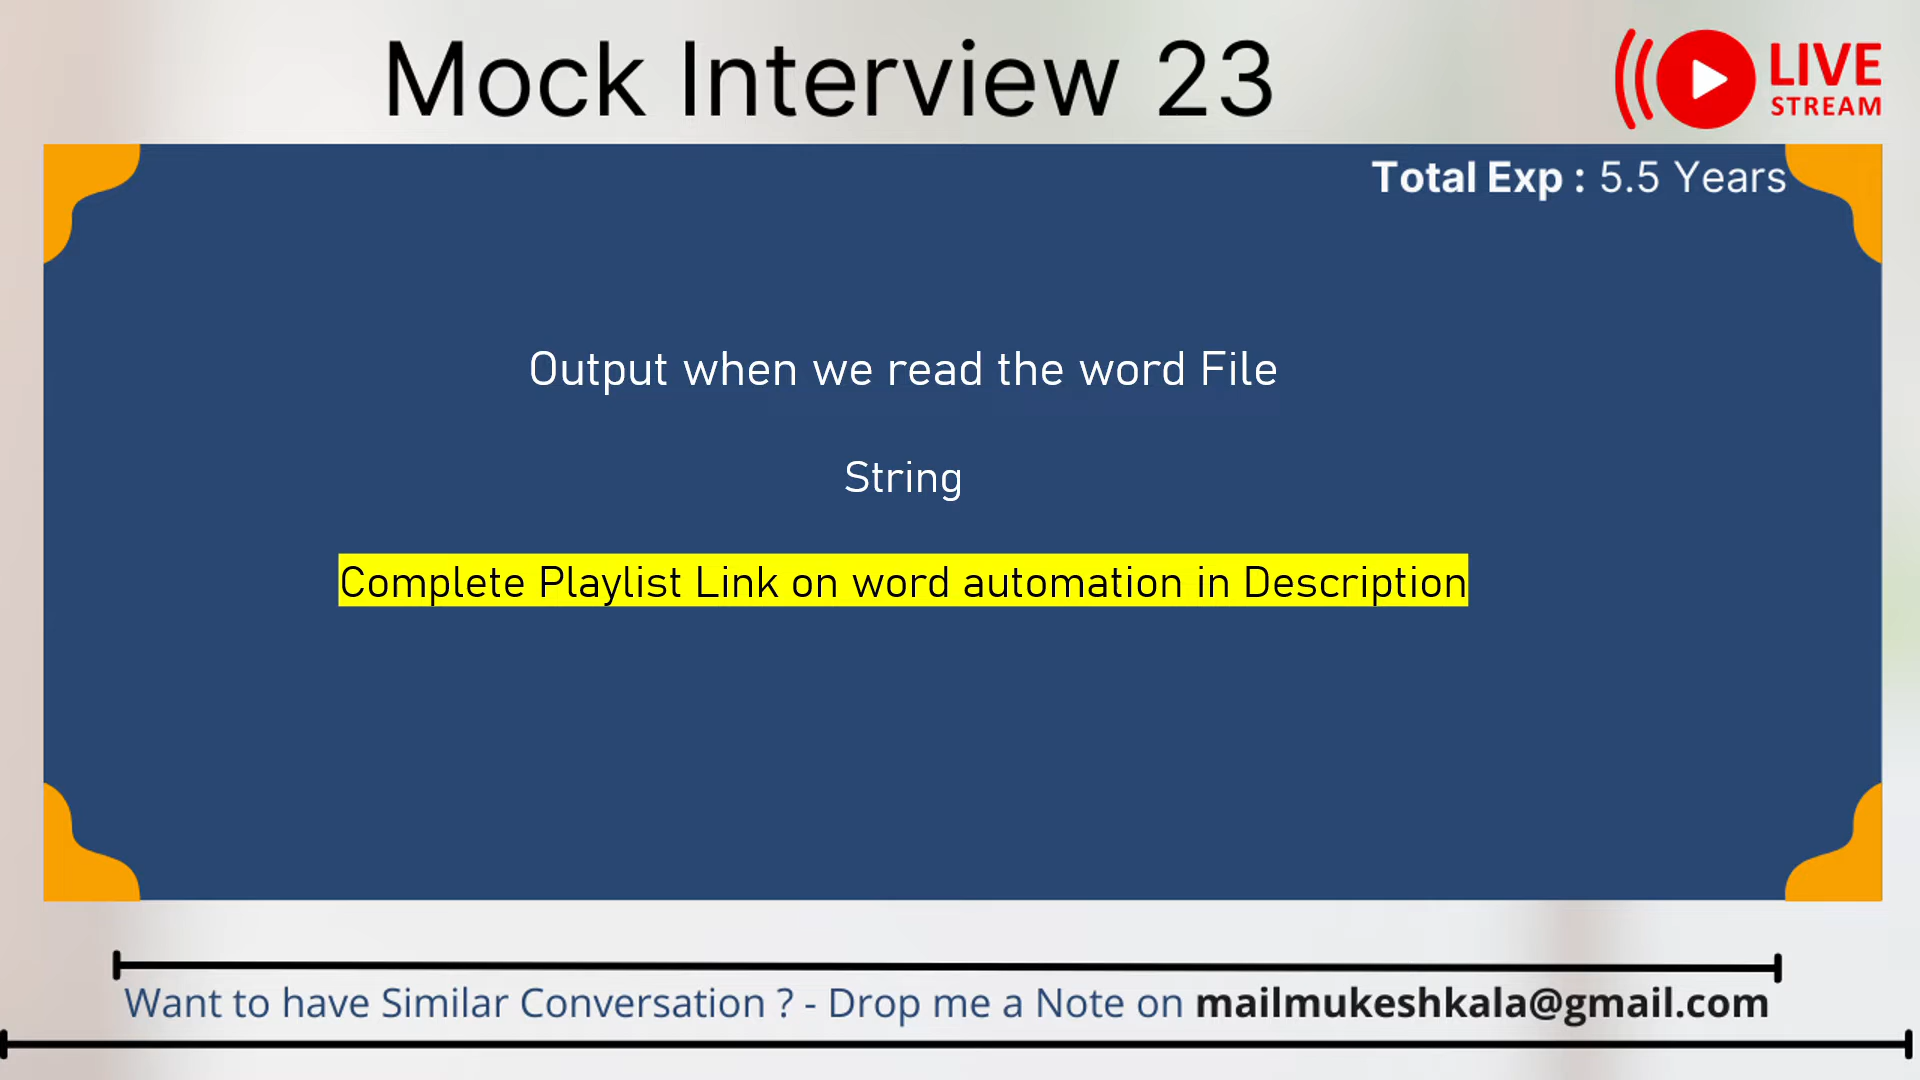 Mock Interview 23
LIVE
STREAM
Total Exp : 5.5 Years
Output when we read the word File
String
Complete Playlist Link on word automation in Description
Want to have Similar Conversation ? - Drop me a Note on mailmukeshkala@gmail.com